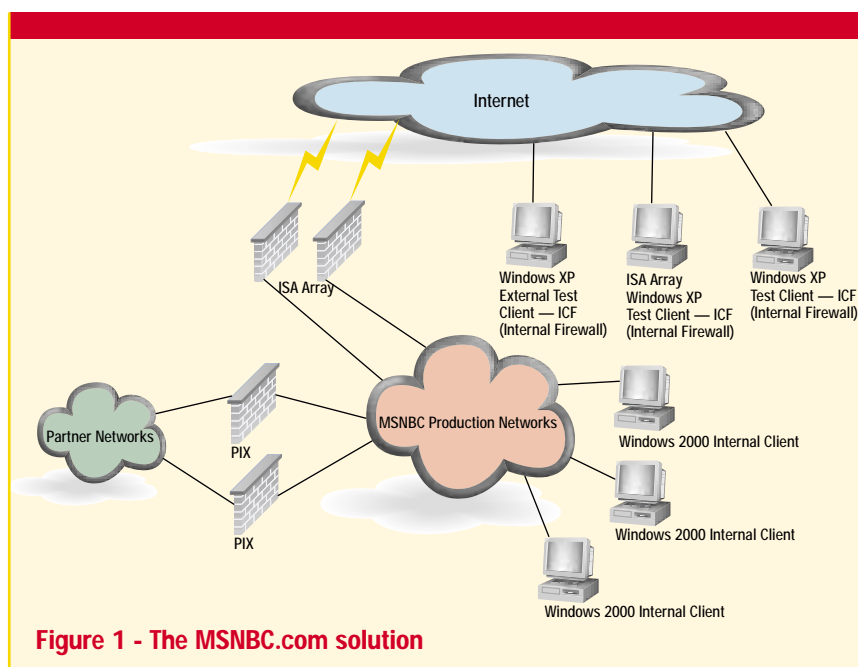 Internet
ISA Array
Windows XP
External Test
Client — ICF
(Internal Firewall)
ISA Array
Windows XP
Test Client — ICF
(Internal Firewall)
Windows XP
Test Client — ICF
(Internal Firewall)
Partner Networks
PIX
PIX
MSNBC Production Networks
Windows 2000 Internal Client
Windows 2000 Internal Client
Windows 2000 Internal Client
Figure 1 - The MSNBC.com solution